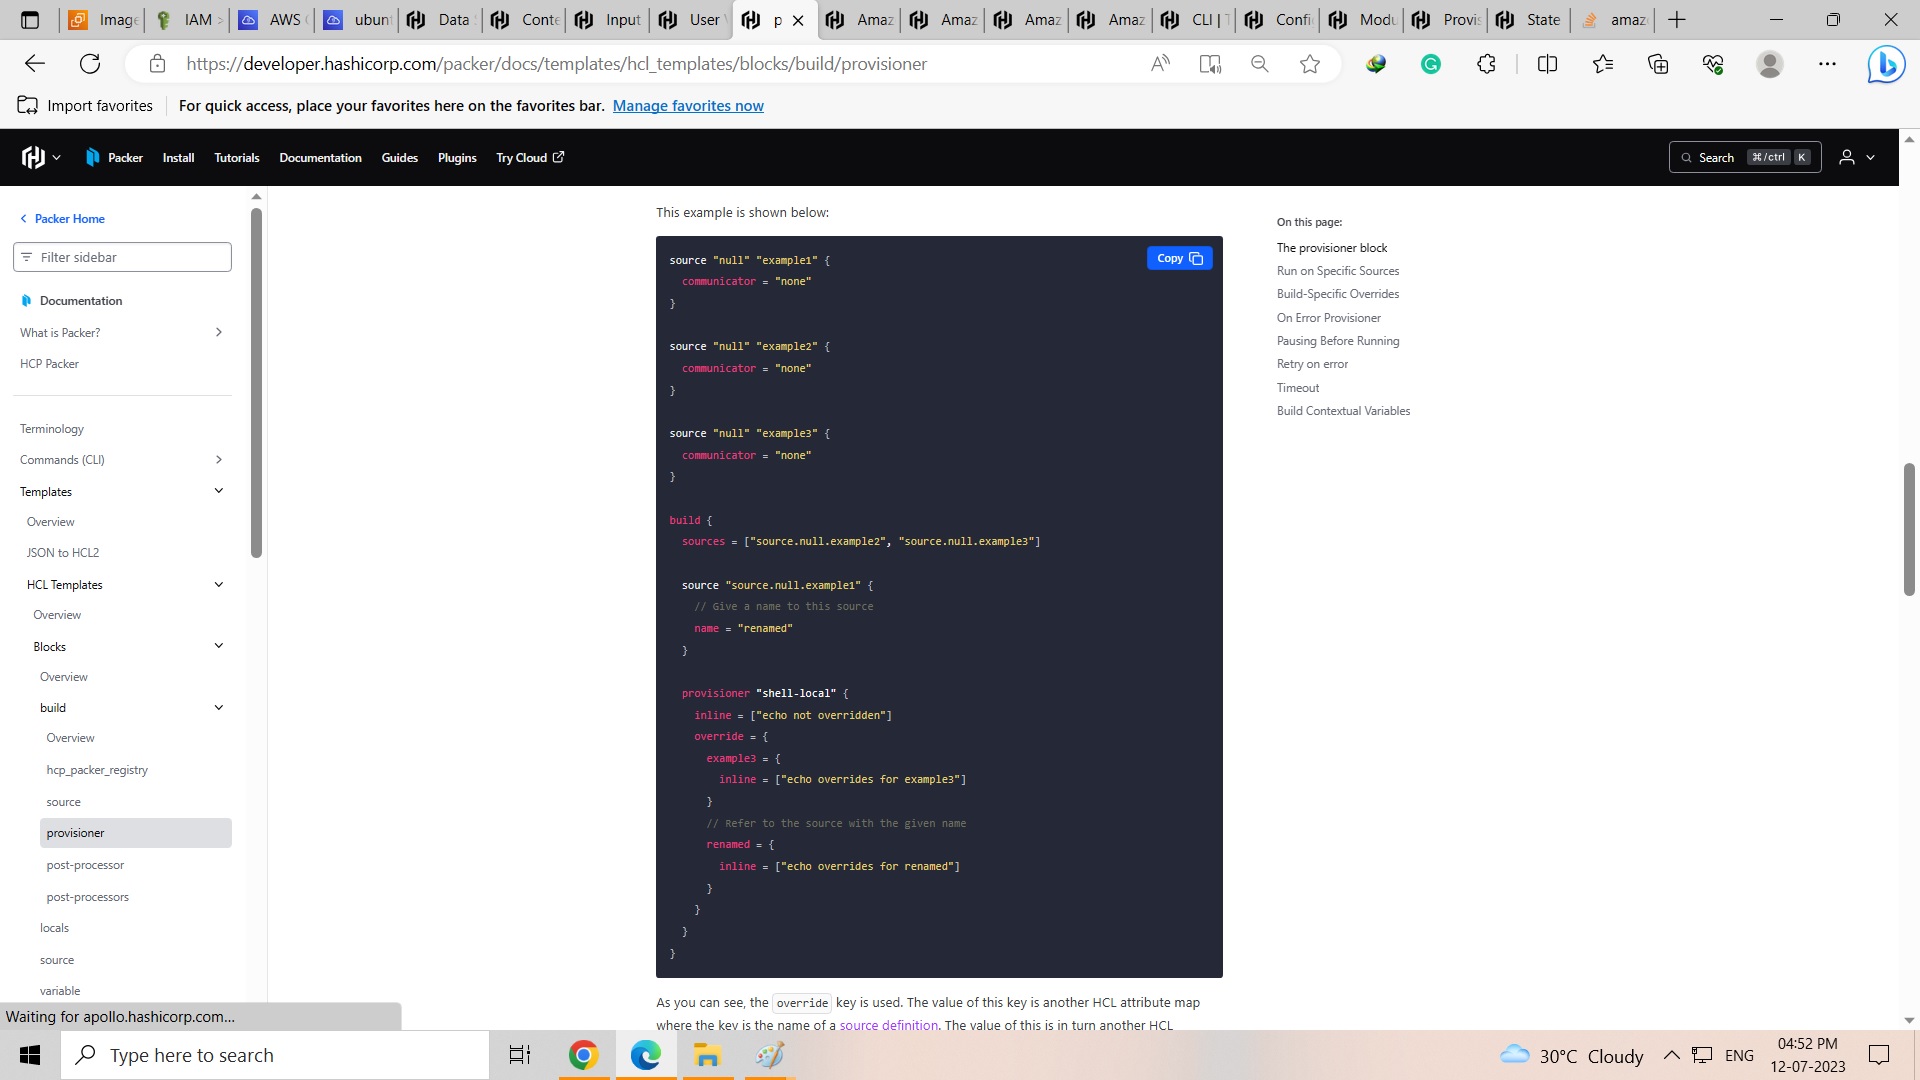 Image
IAM >
AWS
ubunt
Data
Conte
Input
User V
p
Amaz
Amaz
Amaz
Amaz
CLI | T
Confi
Modu
Provis
State
amaz
https://developer.hashicorp.com/packer/docs/templates/hcl_templates/blocks/build/provisioner
Import favorites
For quick access, place your favorites here on the favorites bar. Manage favorites now
Packer
Install
Tutorials
Documentation
Guides
Plugins
Try Cloud
Search
⌘/ctrl K
Packer Home
Filter sidebar
Documentation
What is Packer?
HCP Packer
Terminology
Commands (CLI)
Templates
Overview
JSON to HCL2
HCL Templates
Overview
Blocks
Overview
build
Overview
hcp_packer_registry
source
provisioner
post-processor
post-processors
locals
source
variable
This example is shown below:
Copy
source "null" "example1" {
communicator = "none"
}
source "null" "example2" {
communicator = "none"
}
source "null" "example3" {
communicator = "none"
}
build {
sources = ["source.null.example2", "source.null.example3"]
source "source.null.example1" {
// Give a name to this source
name = "renamed"
}
provisioner "shell-local" {
inline = ["echo not overridden"]
override = {
example3 = {
inline = ["echo overrides for example3"]
}
// Refer to the source with the given name
renamed = {
inline = ["echo overrides for renamed"]
}
}
}
}
As you can see, the override key is used. The value of this key is another HCL attribute map
where the key is the name of a source definition. The value of this is in turn another HCL
On this page:
The provisioner block
Run on Specific Sources
Build-Specific Overrides
On Error Provisioner
Pausing Before Running
Retry on error
Timeout
Build Contextual Variables
Waiting for apollo.hashicorp.com...
Type here to search
30°C Cloudy
ENG
04:52 PM
12-07-2023